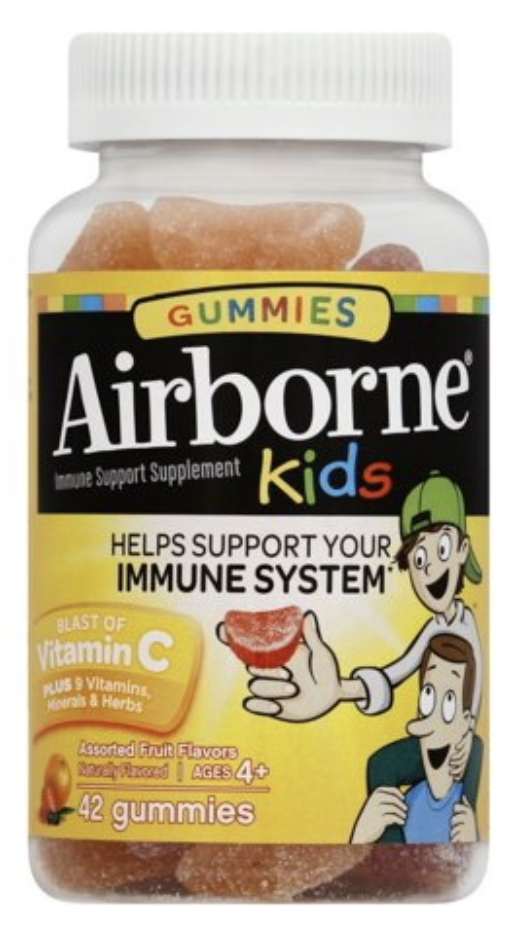 GUMMIES
Airborne®
Immune Support Supplement
Kids
HELPS SUPPORT YOUR
IMMUNE SYSTEM*
BLAST OF
Vitamin C
PLUS 9 Vitamins,
Minerals & Herbs
Assorted Fruit Flavors
Naturally Flavored | AGES 4+
42 gummies